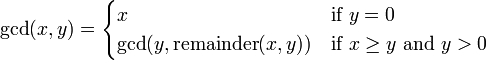 gcd(x, y) = { x if y = 0
gcd(y, remainder(x, y)) if x ≥ y and y > 0